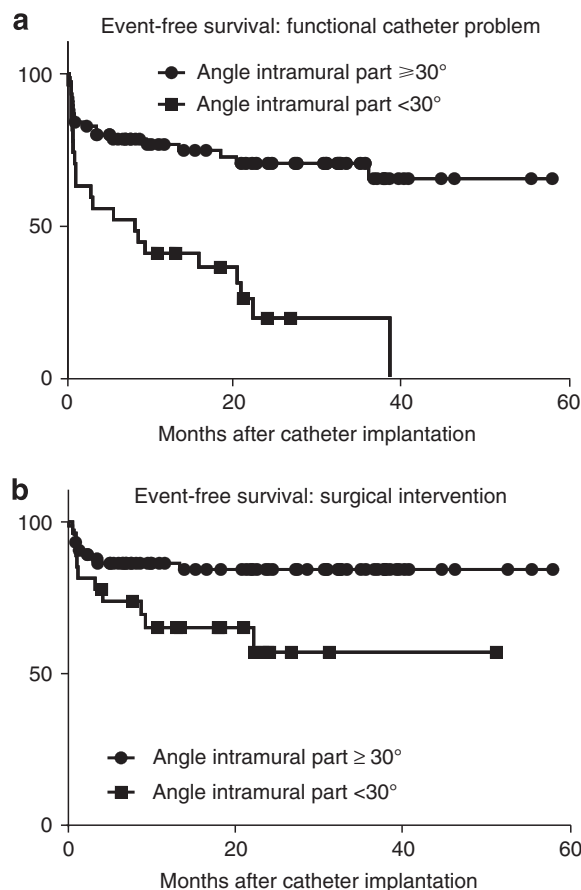 a
Event-free survival: functional catheter problem
100
Angle intramural part ⩾30°
Angle intramural part <30°
50
0
0 20 40 60
Months after catheter implantation
b
Event-free survival: surgical intervention
100
50
Angle intramural part ≥ 30°
Angle intramural part <30°
0
0 20 40 60
Months after catheter implantation